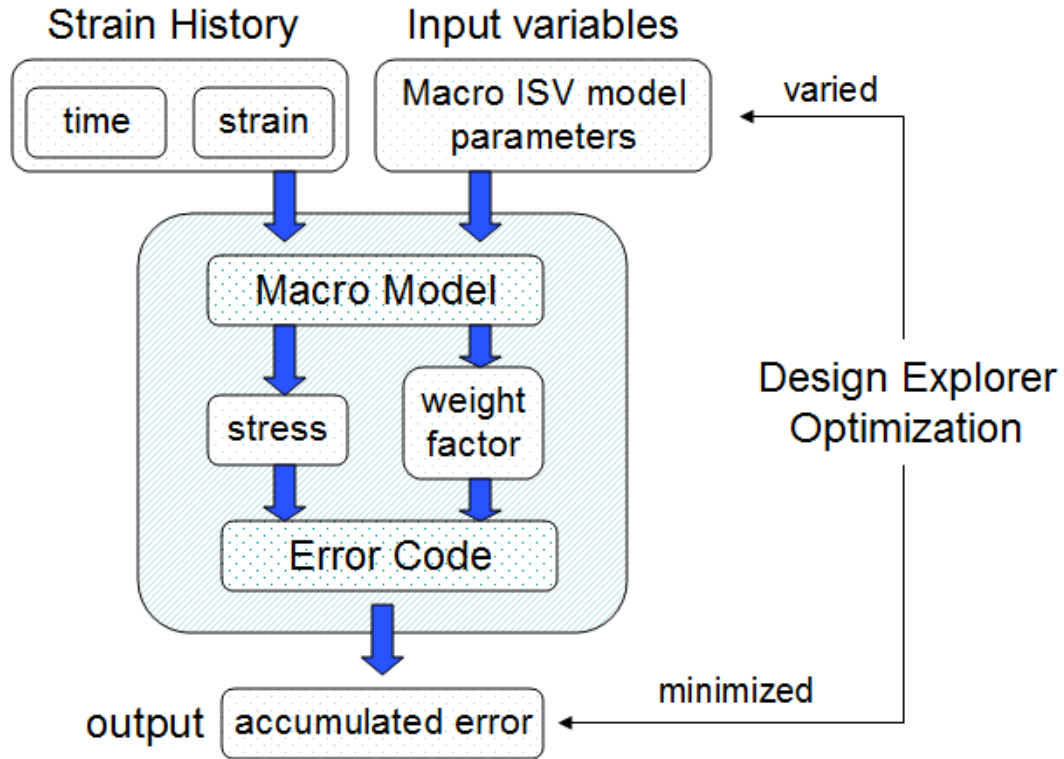 Strain History
Input variables
time
strain
Macro ISV model
parameters
varied
Macro Model
stress
weight
factor
Design Explorer
Optimization
Error Code
minimized
output
accumulated error